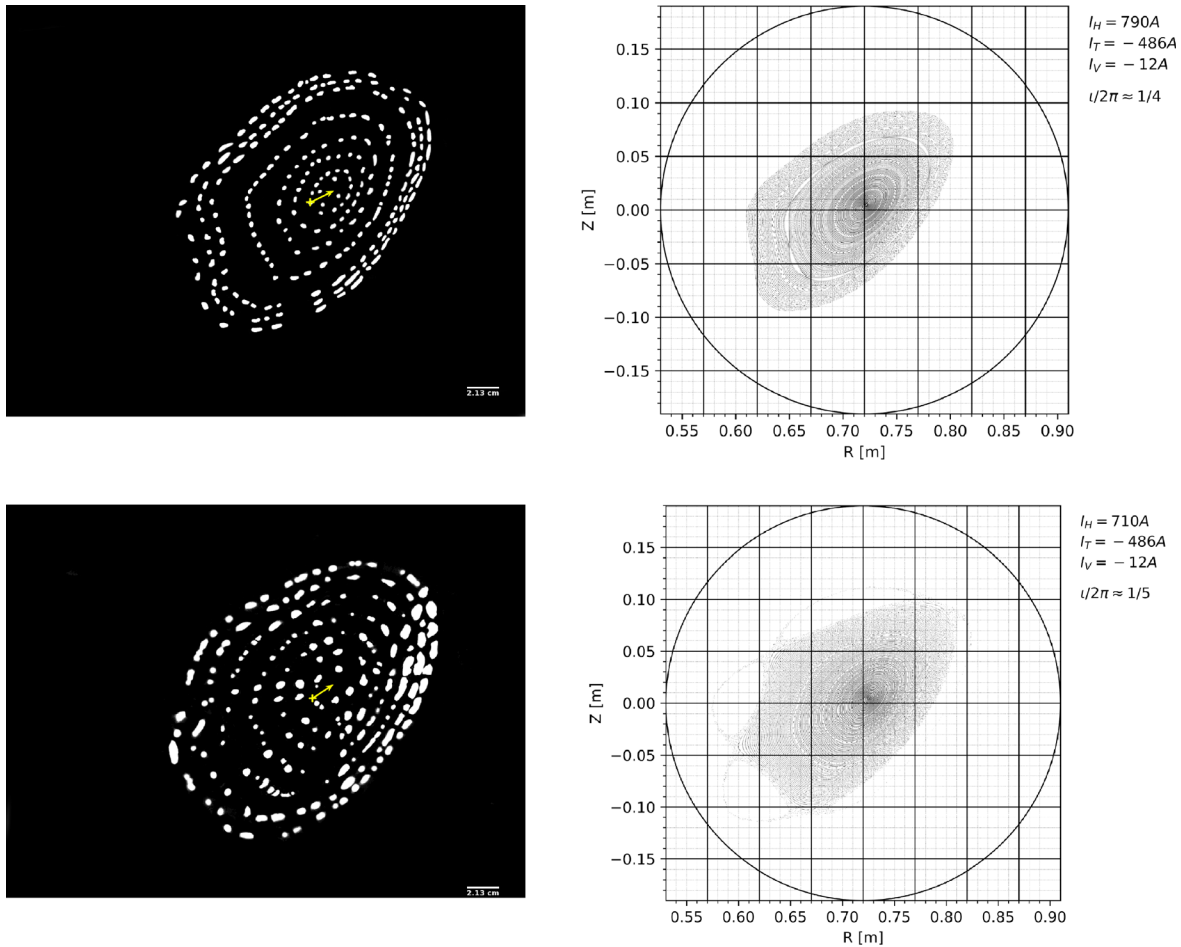 0.15
0.10
0.05
0.00
−0.05
−0.10
−0.15
Z [m]
0.55 0.60 0.65 0.70 0.75 0.80 0.85 0.90
R [m]
I_H = 790A
I_T = −486A
I_V = −12A
ι/2π ≈ 1/4
2.13 cm
0.15
0.10
0.05
0.00
−0.05
−0.10
−0.15
Z [m]
0.55 0.60 0.65 0.70 0.75 0.80 0.85 0.90
R [m]
I_H = 710A
I_T = −486A
I_V = −12A
ι/2π ≈ 1/5
2.13 cm